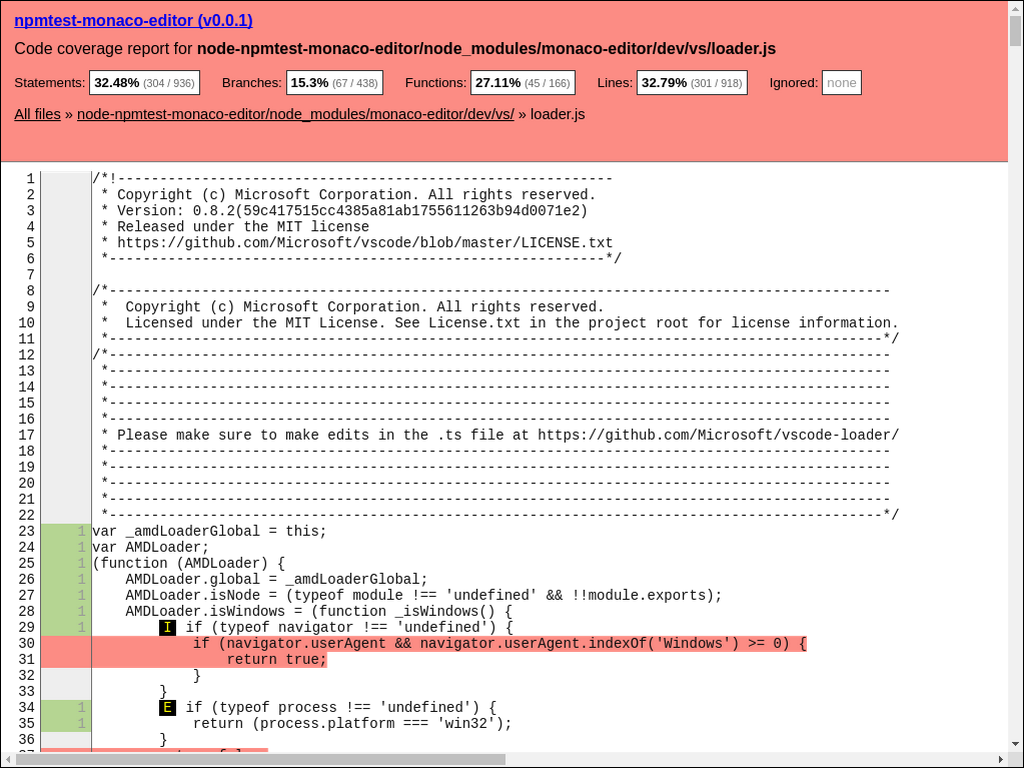 npmtest-monaco-editor (v0.0.1)
Code coverage report for node-npmtest-monaco-editor/node_modules/monaco-editor/dev/vs/loader.js
Statements: 32.48% (304 / 936) Branches: 15.3% (67 / 438) Functions: 27.11% (45 / 166) Lines: 32.79% (301 / 918) Ignored: none
All files » node-npmtest-monaco-editor/node_modules/monaco-editor/dev/vs/ » loader.js
1 /*!-----------------------------------------------------------
2 * Copyright (c) Microsoft Corporation. All rights reserved.
3 * Version: 0.8.2(59c417515cc4385a81ab1755611263b94d0071e2)
4 * Released under the MIT license
5 * https://github.com/Microsoft/vscode/blob/master/LICENSE.txt
6 *-----------------------------------------------------------*/
7
8 /*---------------------------------------------------------------------------------------------
9 *  Copyright (c) Microsoft Corporation. All rights reserved.
10 *  Licensed under the MIT License. See License.txt in the project root for license information.
11 *--------------------------------------------------------------------------------------------*/
12 /*---------------------------------------------------------------------------------------------
13 *---------------------------------------------------------------------------------------------
14 *---------------------------------------------------------------------------------------------
15 *---------------------------------------------------------------------------------------------
16 *---------------------------------------------------------------------------------------------
17 * Please make sure to make edits in the .ts file at https://github.com/Microsoft/vscode-loader/
18 *---------------------------------------------------------------------------------------------
19 *---------------------------------------------------------------------------------------------
20 *---------------------------------------------------------------------------------------------
21 *---------------------------------------------------------------------------------------------
22 *--------------------------------------------------------------------------------------------*/
23 1 var _amdLoaderGlobal = this;
24 1 var AMDLoader;
25 1 (function (AMDLoader) {
26 1     AMDLoader.global = _amdLoaderGlobal;
27 1     AMDLoader.isNode = (typeof module !== 'undefined' && !!module.exports);
28 1     AMDLoader.isWindows = (function _isWindows() {
29 1         I if (typeof navigator !== 'undefined') {
30             if (navigator.userAgent && navigator.userAgent.indexOf('Windows') >= 0) {
31                 return true;
32             }
33         }
34 1         E if (typeof process !== 'undefined') {
35 1             return (process.platform === 'win32');
36         }